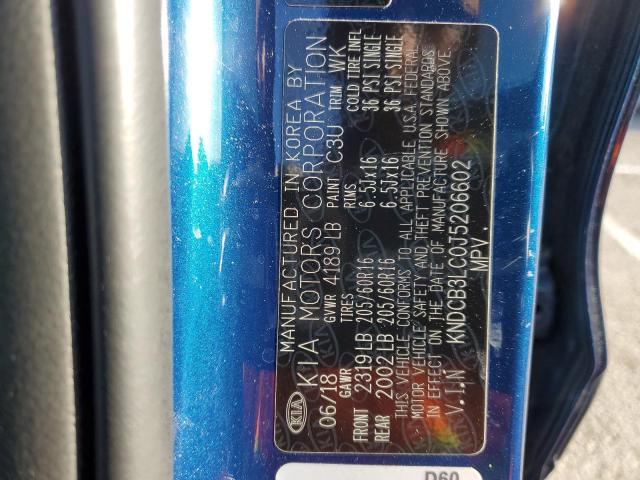 KIA
MANUFACTURED IN KOREA BY
KIA MOTORS CORPORATION
06/18 GVWR 4189 LB PAINT C3U TRIM WK
GAWR TIRES RIMS COLD TIRE INFL
FRONT 2319 LB 205/60R16 6.5Jx16 36 PSI SINGLE
REAR 2002 LB 205/60R16 6.5Jx16 36 PSI SINGLE
THIS VEHICLE CONFORMS TO ALL APPLICABLE U.S.A. FEDERAL
MOTOR VEHICLE SAFETY AND THEFT PREVENTION STANDARDS
IN EFFECT ON THE DATE OF MANUFACTURE SHOWN ABOVE.
V.I.N KNDCB3LC0J5206602
MPV
D60